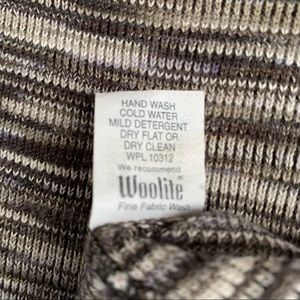 HAND WASH
COLD WATER
MILD DETERGENT
DRY FLAT OR
DRY CLEAN
WPL 10312
We recommend
Woolite®
Fine Fabric Wash